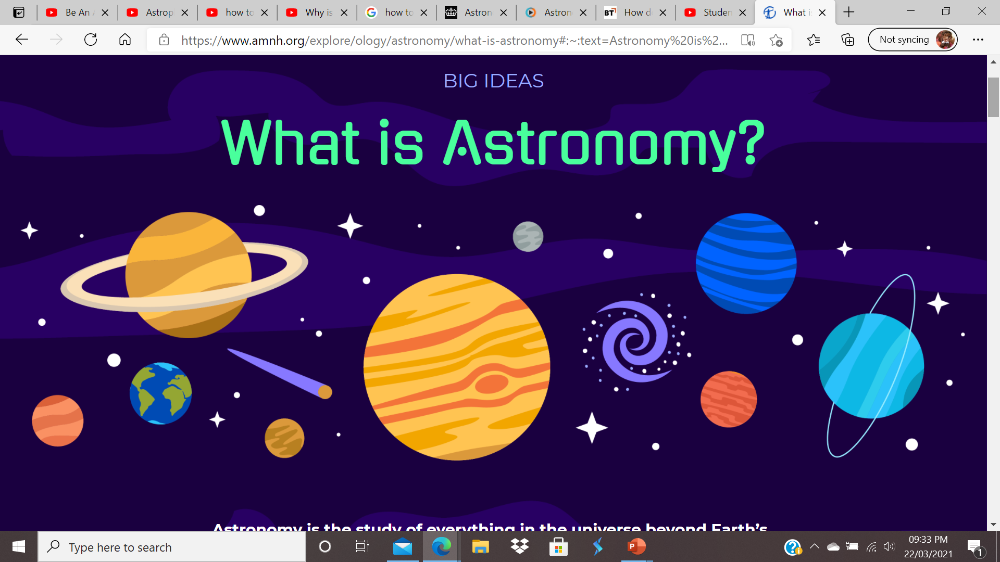 Be An
Astrop
how to
Why is
how to
Astron
Astron
BT
How d
Studen
What is
https://www.amnh.org/explore/ology/astronomy/what-is-astronomy#:~:text=Astronomy%20is%2...
Not syncing
BIG IDEAS
What is Astronomy?
Astronomy is the study of everything in the universe beyond Earth's
Type here to search
P
09:33 PM
22/03/2021
1